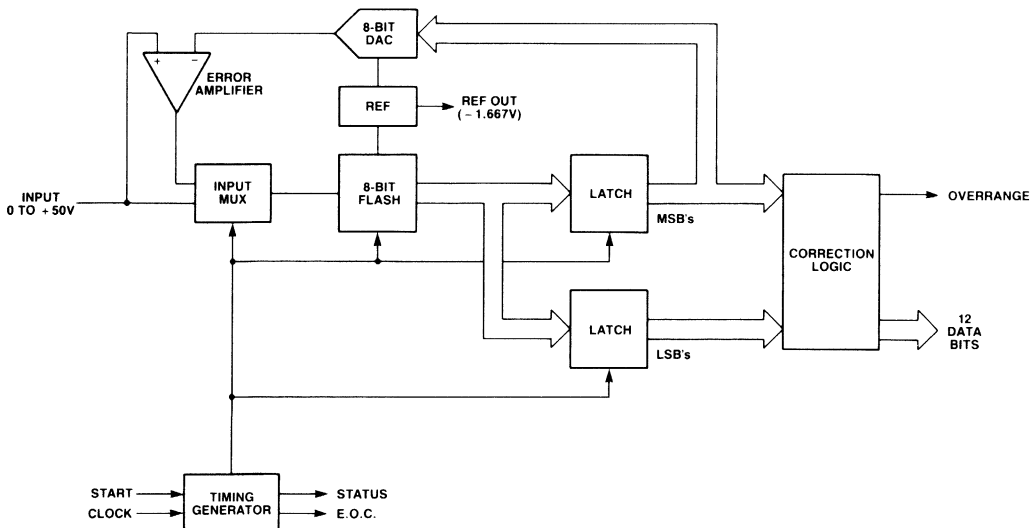 8-BIT
DAC
+
−
ERROR
AMPLIFIER
REF
REF OUT
(− 1.667V)
INPUT
0 TO +50V
INPUT
MUX
8-BIT
FLASH
LATCH
MSB's
OVERRANGE
CORRECTION
LOGIC
LATCH
LSB's
12
DATA
BITS
START
CLOCK
TIMING
GENERATOR
STATUS
E.O.C.